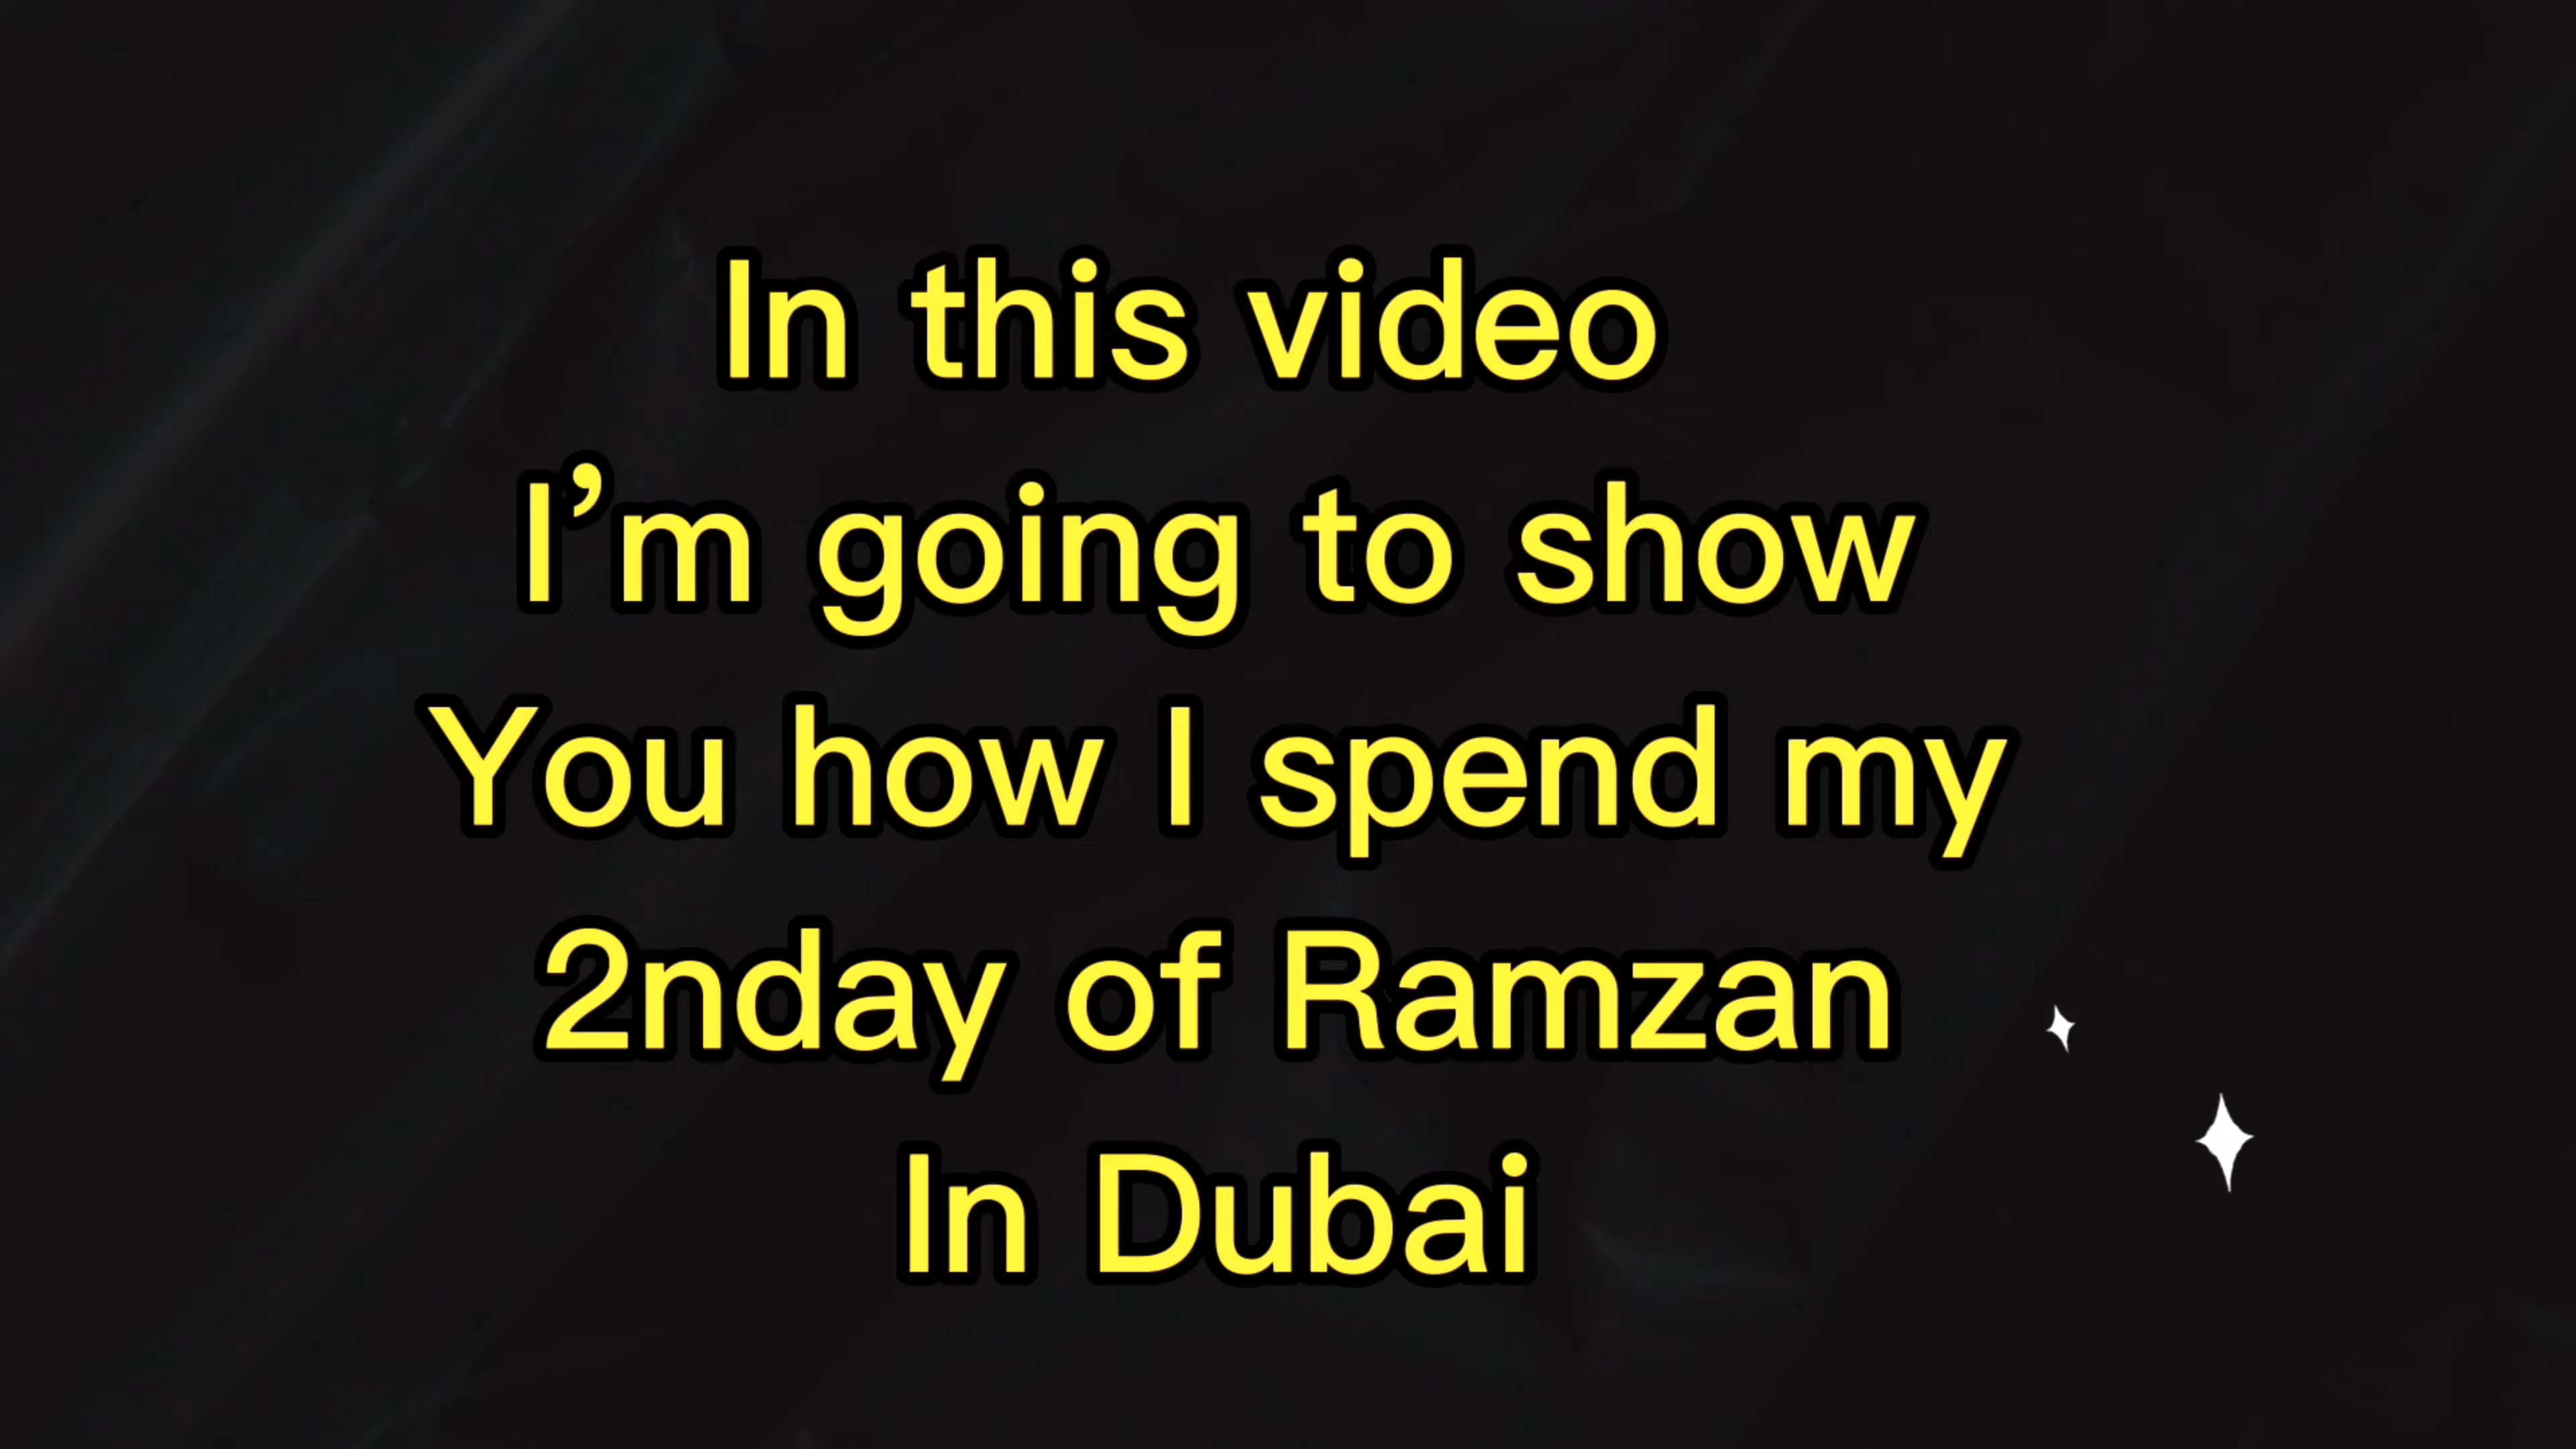 In this video
I’m going to show
You how I spend my
2nday of Ramzan
In Dubai